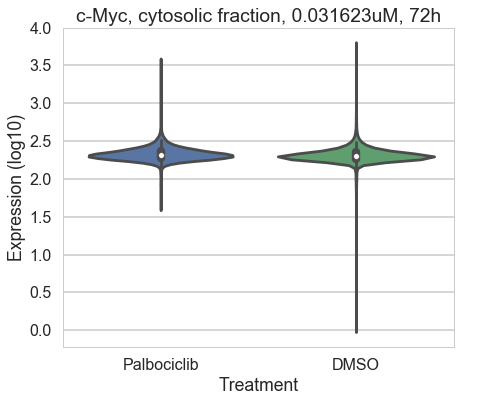 c-Myc, cytosolic fraction, 0.031623uM, 72h
4.0
3.5
3.0
2.5
2.0
1.5
1.0
0.5
0.0
Expression (log10)
Palbociclib
DMSO
Treatment